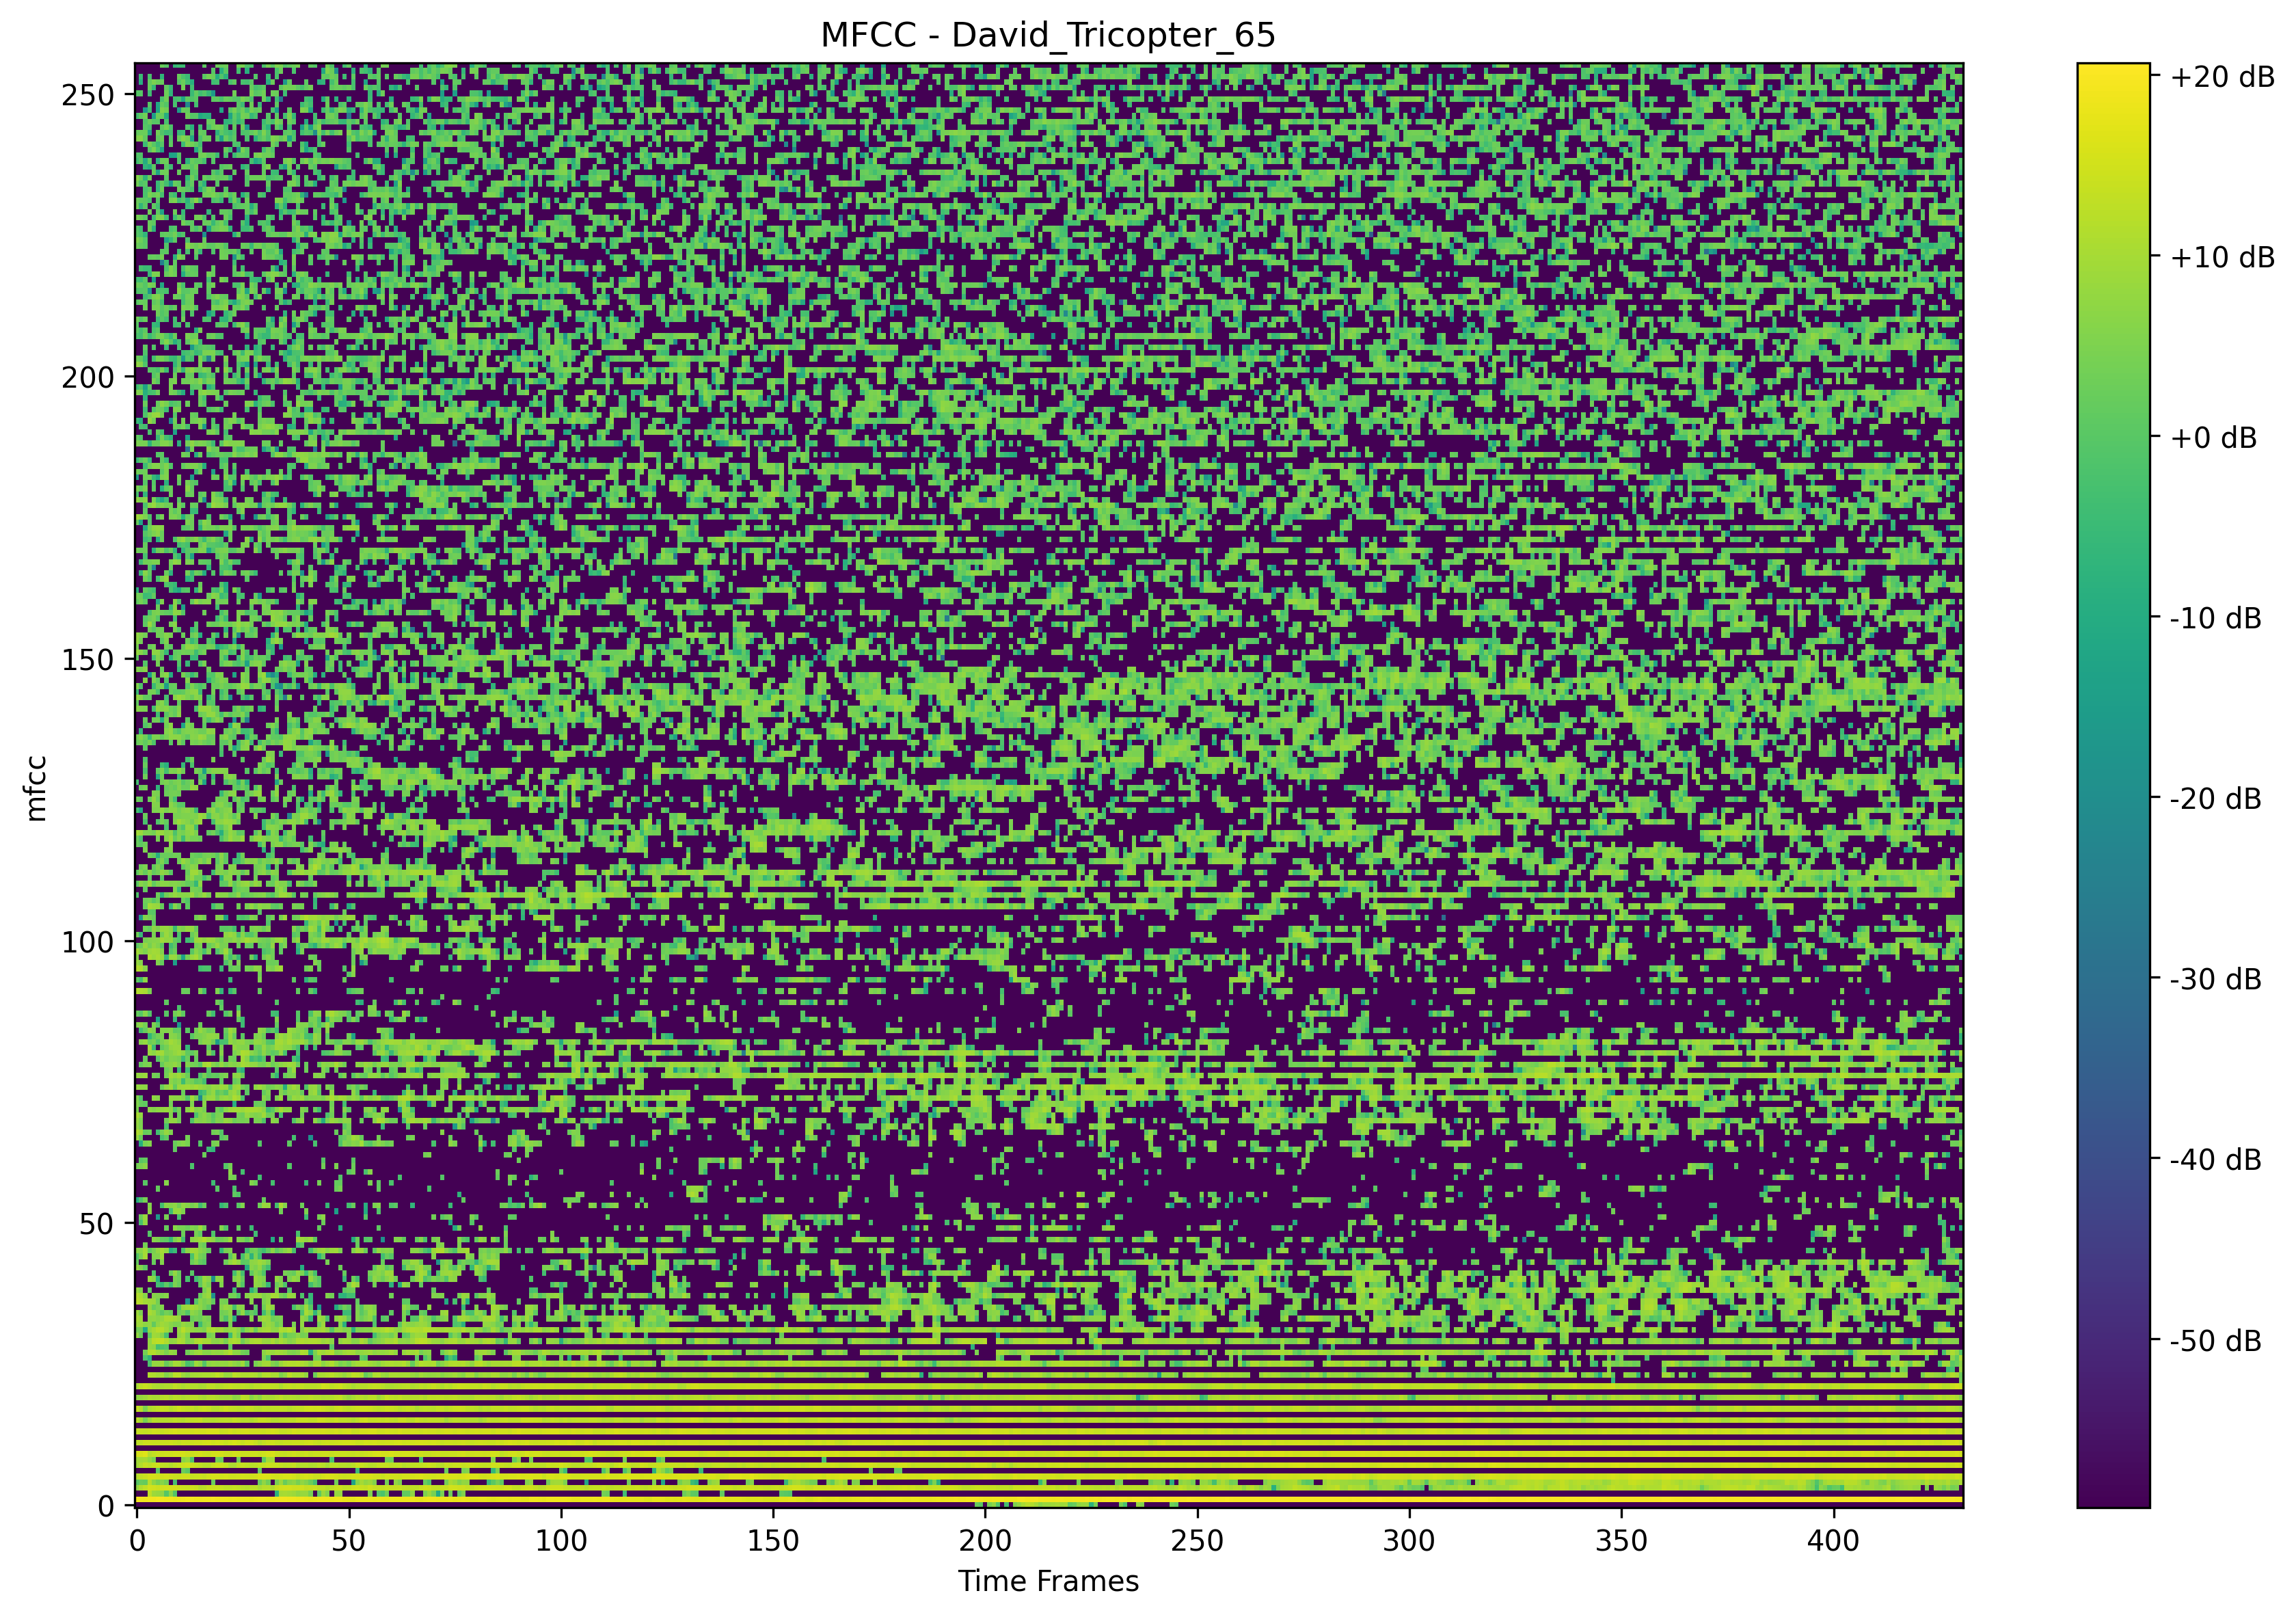 MFCC - David_Tricopter_65
250
200
150
100
50
0
mfcc
0
50
100
150
200
250
300
350
400
Time Frames
+20 dB
+10 dB
+0 dB
-10 dB
-20 dB
-30 dB
-40 dB
-50 dB